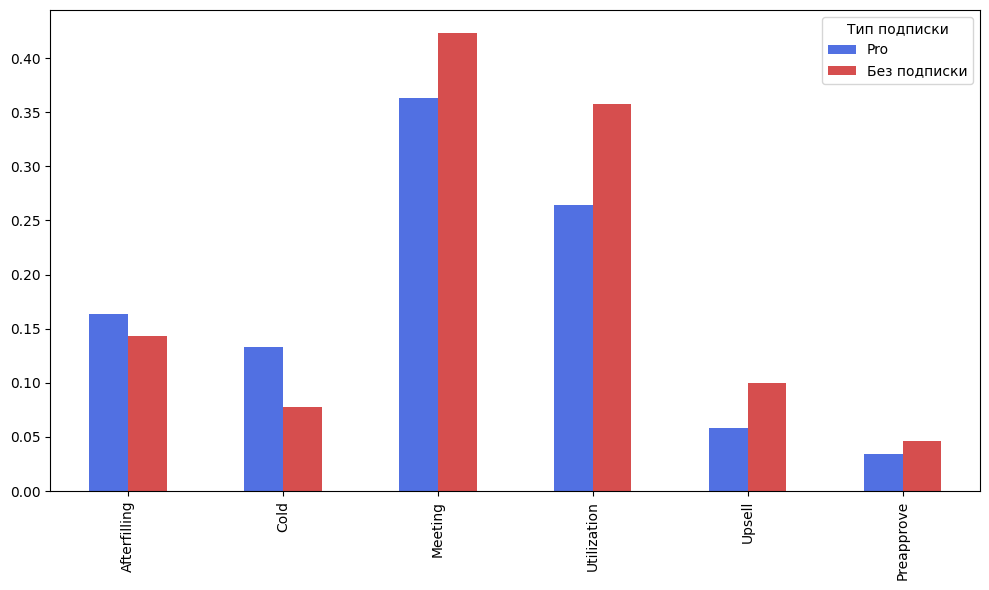 Тип подписки
Pro
Без подписки
0.40
0.35
0.30
0.25
0.20
0.15
0.10
0.05
0.00
Afterfilling
Cold
Meeting
Utilization
Upsell
Preapprove